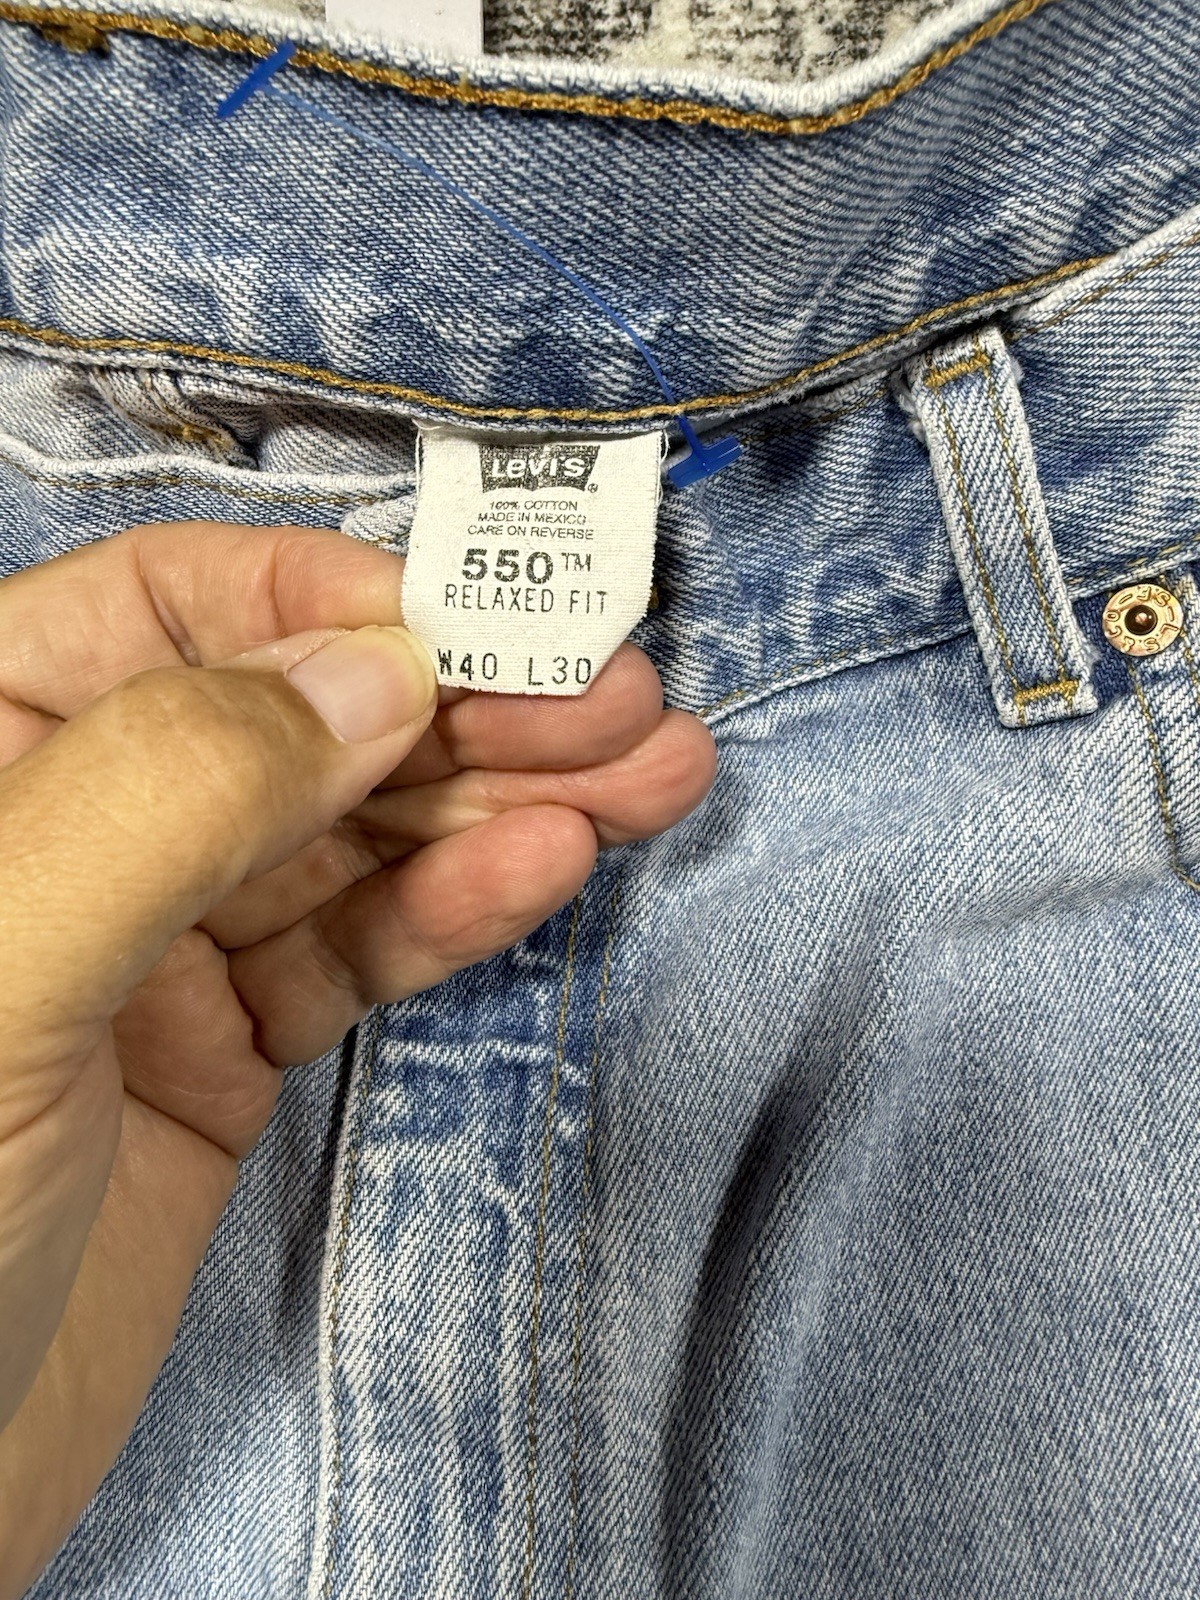 Levi's ®
100% COTTON
MADE IN MEXICO
CARE ON REVERSE
550™
RELAXED FIT
W40 L30